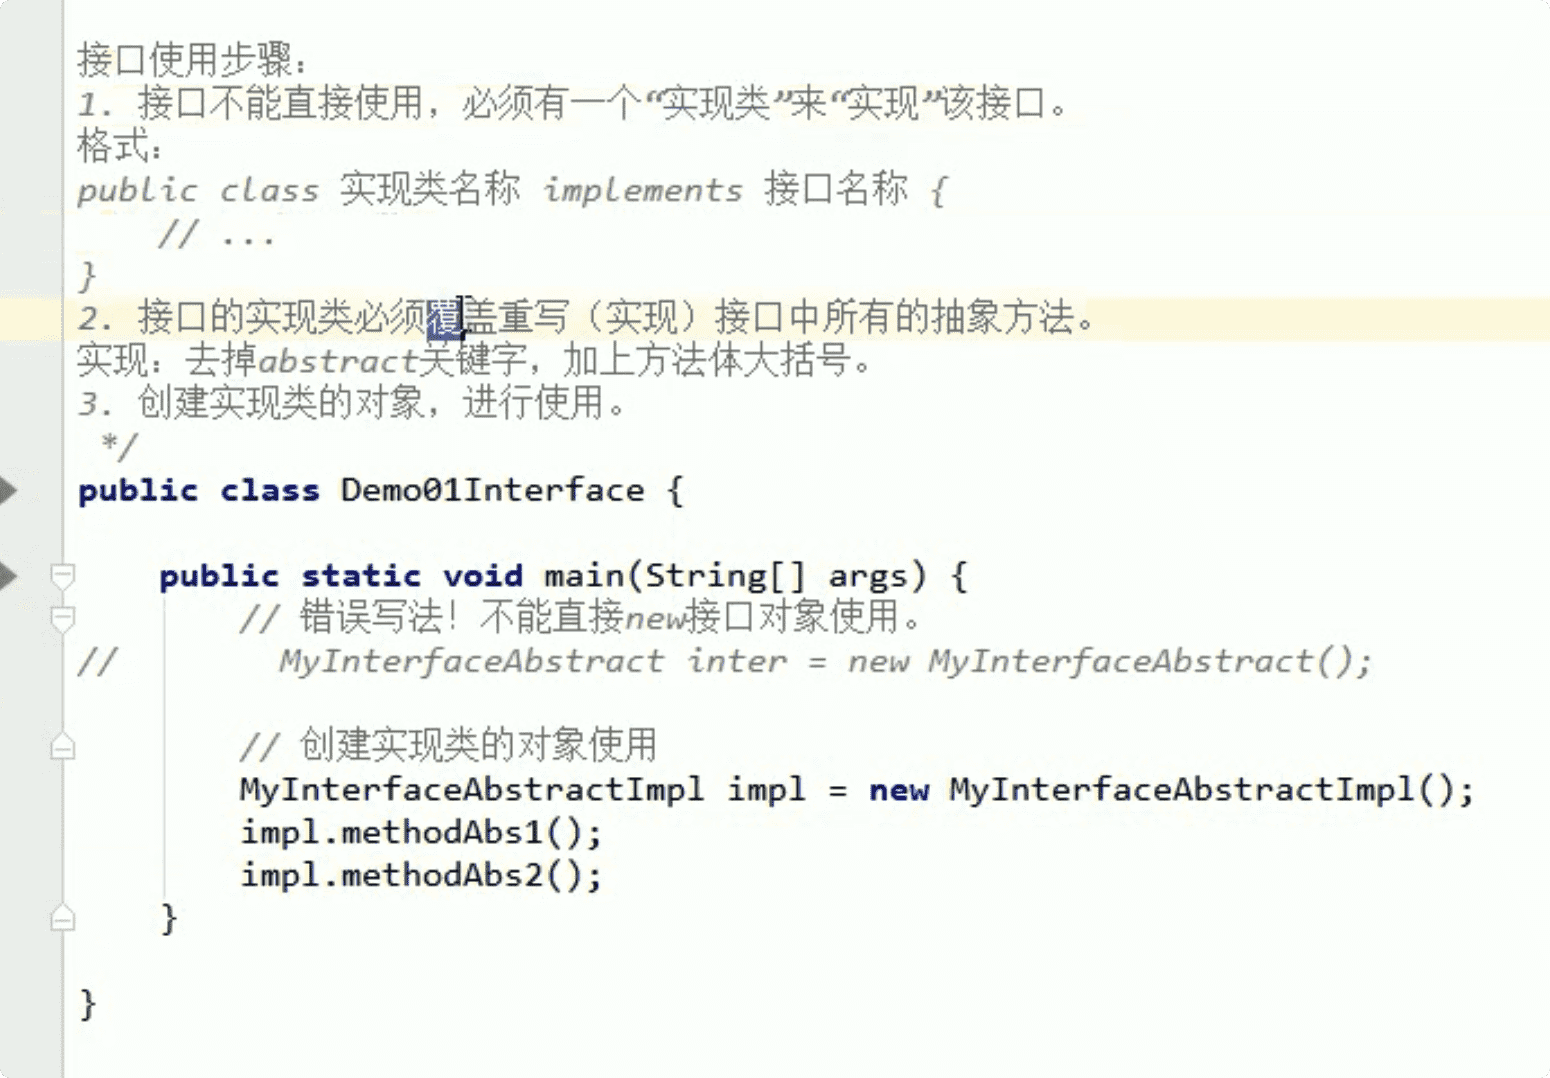 接口使用步骤：
1. 接口不能直接使用，必须有一个“实现类”来“实现”该接口。
格式：
public class 实现类名称 implements 接口名称 {
    // ...
}
2. 接口的实现类必须覆盖重写（实现）接口中所有的抽象方法。
实现：去掉abstract关键字，加上方法体大括号。
3. 创建实现类的对象，进行使用。
 */
public class Demo01Interface {
    public static void main(String[] args) {
        // 错误写法！不能直接new接口对象使用。
//        MyInterfaceAbstract inter = new MyInterfaceAbstract();
        // 创建实现类的对象使用
        MyInterfaceAbstractImpl impl = new MyInterfaceAbstractImpl();
        impl.methodAbs1();
        impl.methodAbs2();
    }
}